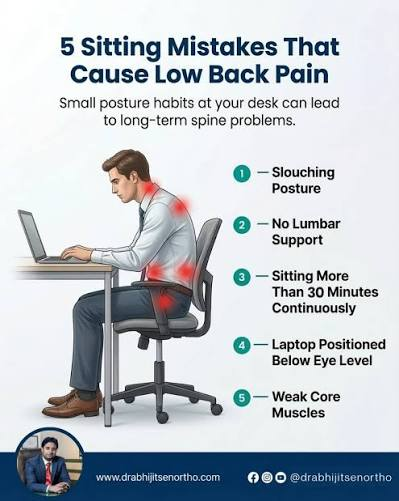 5 Sitting Mistakes That
Cause Low Back Pain
Small posture habits at your desk can lead
to long-term spine problems.
1 — Slouching
Posture
2 — No Lumbar
Support
3 — Sitting More
Than 30 Minutes
Continuously
4 — Laptop Positioned
Below Eye Level
5 — Weak Core
Muscles
www.drabhijitsenortho.com
@drabhijitsenortho